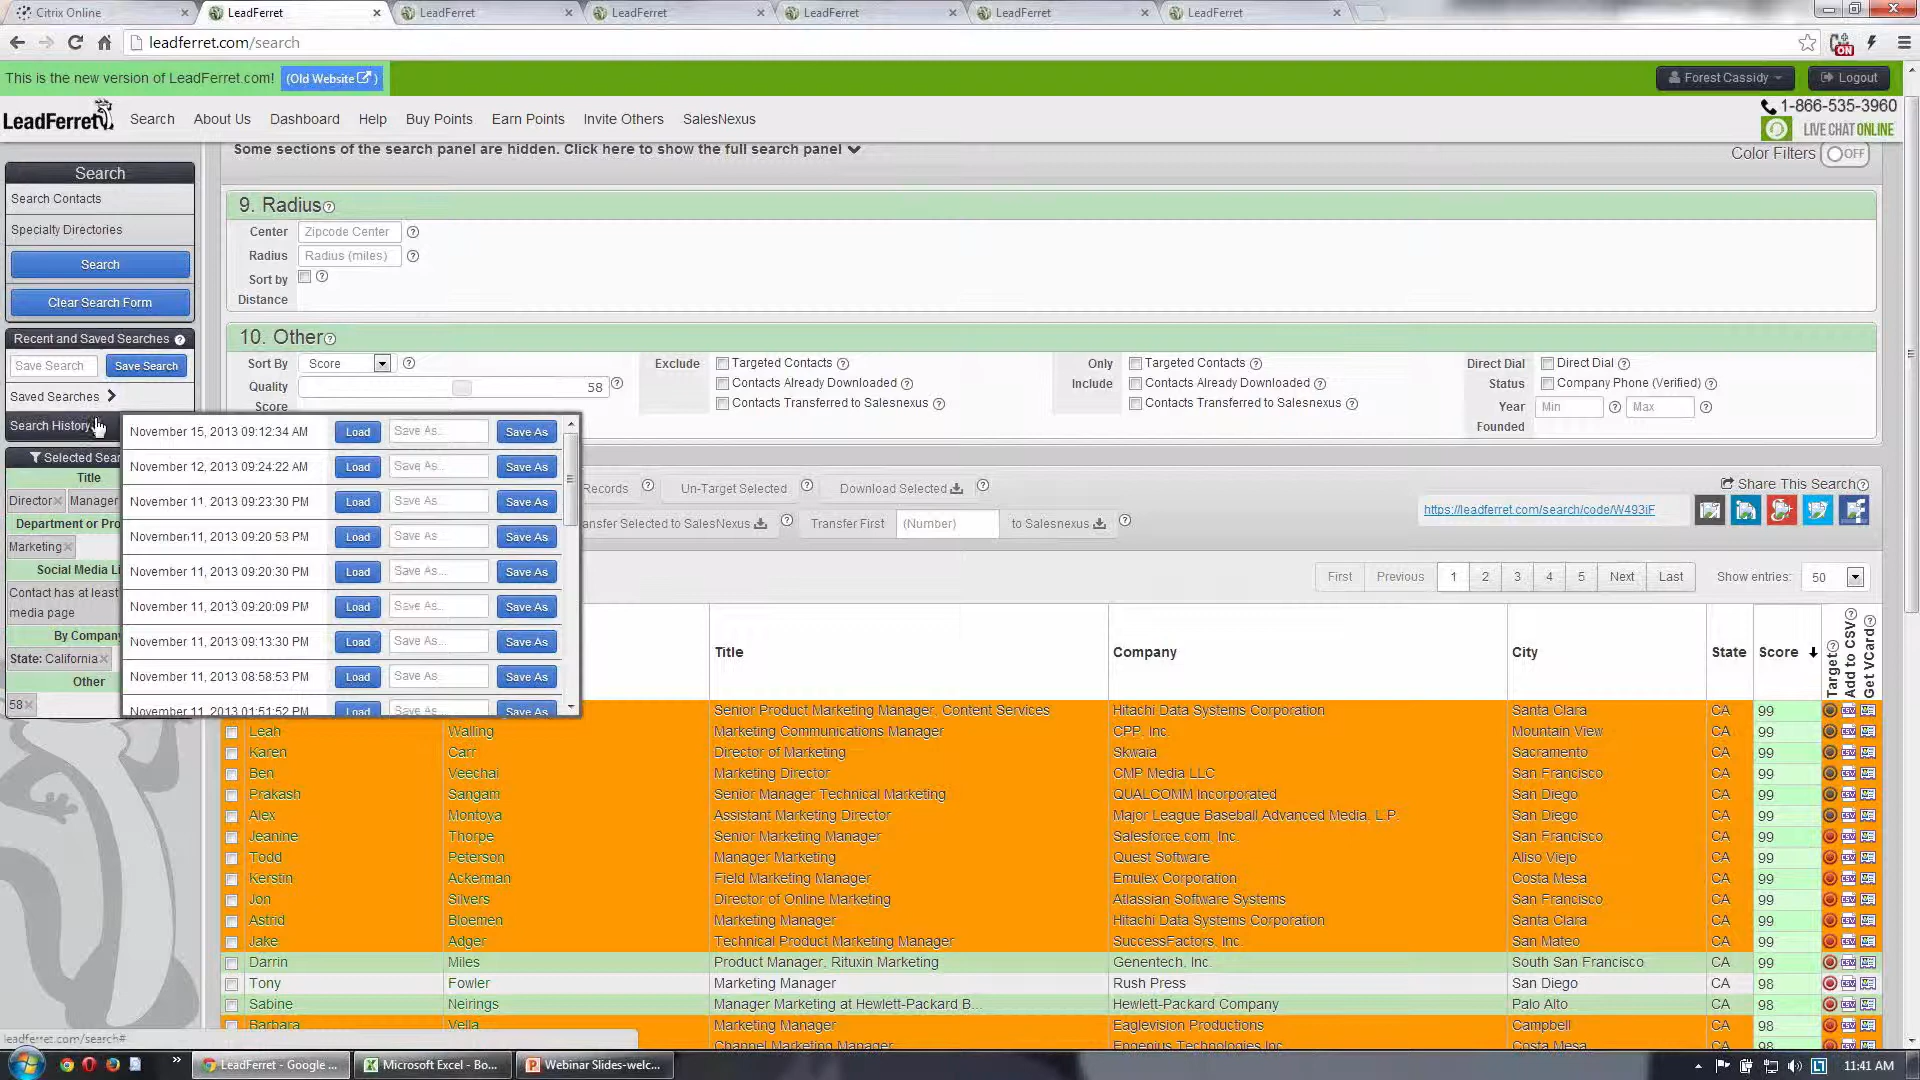 Citrix Online
LeadFerret
LeadFerret
LeadFerret
LeadFerret
LeadFerret
LeadFerret
leadferret.com/search
ON
This is the new version of LeadFerret.com! (Old Website)
Forest Cassidy
Logout
LeadFerret
Search About Us Dashboard Help Buy Points Earn Points Invite Others SalesNexus
1-866-535-3960
LIVE CHAT ONLINE
Some sections of the search panel are hidden. Click here to show the full search panel
Color Filters OFF
Search
Search Contacts
Specialty Directories
Search
Clear Search Form
Recent and Saved Searches ?
Save Search Save Search
Saved Searches
Search History
Selected Sear
Title
Director× Manager
Department or Pro
Marketing×
Social Media Li
Contact has at least
media page
By Company
State: California×
Other
58×
9. Radius?
Center Zipcode Center ?
Radius Radius (miles) ?
Sort by ?
Distance
10. Other?
Sort By Score ?
Quality 58 ?
Score
Exclude Targeted Contacts ?
Contacts Already Downloaded ?
Contacts Transferred to Salesnexus ?
Only Targeted Contacts ?
Include Contacts Already Downloaded ?
Contacts Transferred to Salesnexus ?
Direct Dial Direct Dial ?
Status Company Phone (Verified) ?
Year Min ? Max ?
Founded
November 15, 2013 09:12:34 AM Load Save As... Save As
November 12, 2013 09:24:22 AM Load Save As... Save As
November 11, 2013 09:23:30 PM Load Save As... Save As
November 11, 2013 09:20:53 PM Load Save As... Save As
November 11, 2013 09:20:30 PM Load Save As... Save As
November 11, 2013 09:20:09 PM Load Save As... Save As
November 11, 2013 09:13:30 PM Load Save As... Save As
November 11, 2013 08:58:53 PM Load Save As... Save As
November 11, 2013 01:51:52 PM Load Save As... Save As
Records ? Un-Target Selected ? Download Selected ?
ansfer Selected to SalesNexus ? Transfer First (Number) to Salesnexus ?
Share This Search?
First Previous 1 2 3 4 5 Next Last Show entries: 50
Title Company City State Score Target? Add to CSV? Get VCard?
Senior Product Marketing Manager, Content Services Hitachi Data Systems Corporation Santa Clara CA 99
Leah Walling Marketing Communications Manager CPP, Inc. Mountain View CA 99
Karen Carr Director of Marketing Skwaia Sacramento CA 99
Ben Veechai Marketing Director CMP Media LLC San Francisco CA 99
Prakash Sangam Senior Manager Technical Marketing QUALCOMM Incorporated San Diego CA 99
Alex Montoya Assistant Marketing Director Major League Baseball Advanced Media, L.P. San Diego CA 99
Jeanine Thorpe Senior Marketing Manager Salesforce.com, Inc. San Francisco CA 99
Todd Peterson Manager Marketing Quest Software Aliso Viejo CA 99
Kerstin Ackerman Field Marketing Manager Emulex Corporation Costa Mesa CA 99
Jon Silvers Director of Online Marketing Atlassian Software Systems San Francisco CA 99
Astrid Bloemen Marketing Manager Hitachi Data Systems Corporation Santa Clara CA 99
Jake Adger Technical Product Marketing Manager SuccessFactors, Inc. San Mateo CA 99
Darrin Miles Product Manager, Rituxin Marketing Genentech, Inc. South San Francisco CA 99
Tony Fowler Marketing Manager Rush Press San Diego CA 98
Sabine Neirings Manager Marketing at Hewlett-Packard B... Hewlett-Packard Company Palo Alto CA 98
Barbara Vella Marketing Manager Eaglevision Productions Campbell CA 98
Channel Marketing Manager Engenius Technologies Inc. Costa Mesa CA 98
leadferret.com/search#
LeadFerret - Google ...
Microsoft Excel - Bo...
Webinar Slides-welc...
11:41 AM